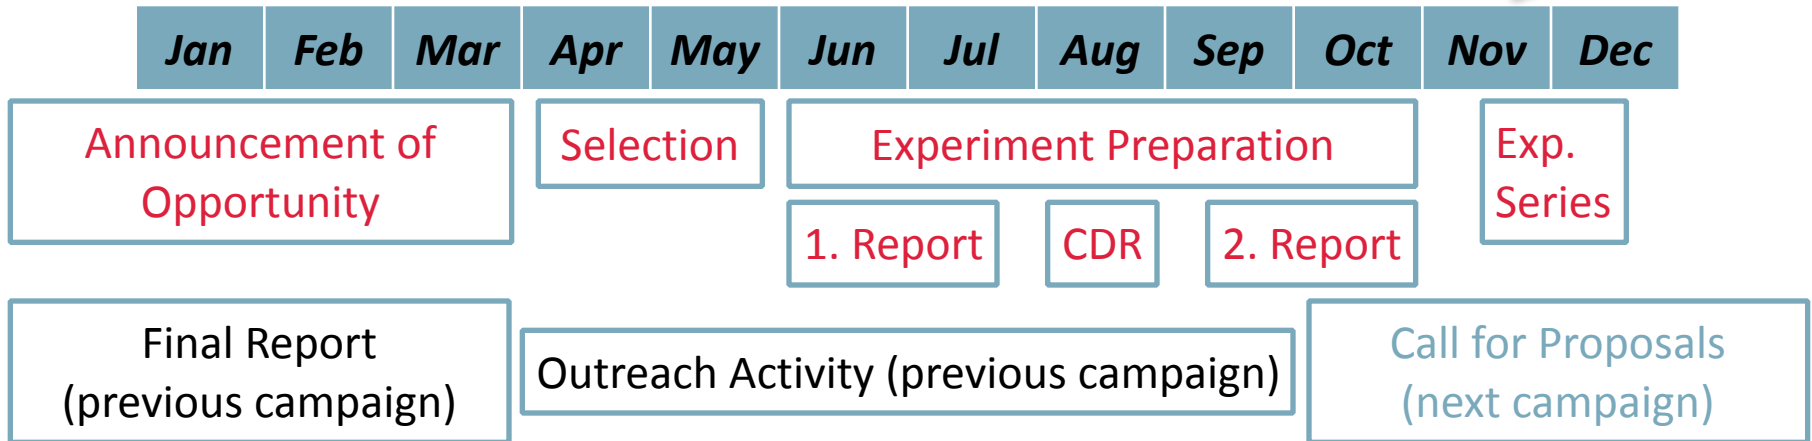 Jan Feb Mar Apr May Jun Jul Aug Sep Oct Nov Dec
Announcement of
Opportunity
Selection
Experiment Preparation
Exp.
Series
1. Report
CDR
2. Report
Final Report
(previous campaign)
Outreach Activity (previous campaign)
Call for Proposals
(next campaign)